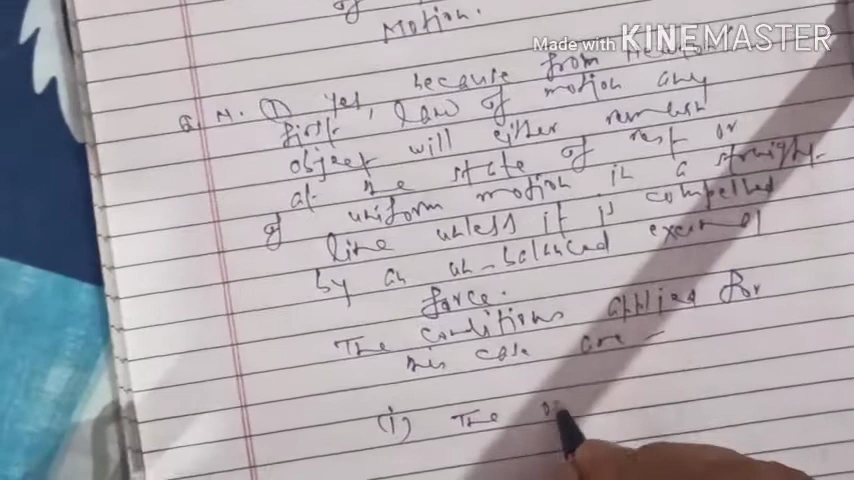 of
Motion.
Made with KINEMASTER
Q. N. (1) Yes, because from Newton's
first law of motion any
object will either remain
at the state of rest or
of uniform motion in a straight
line unless it is compelled
by an un-balanced external
force.
The conditions applied for
this case are -
(i) The